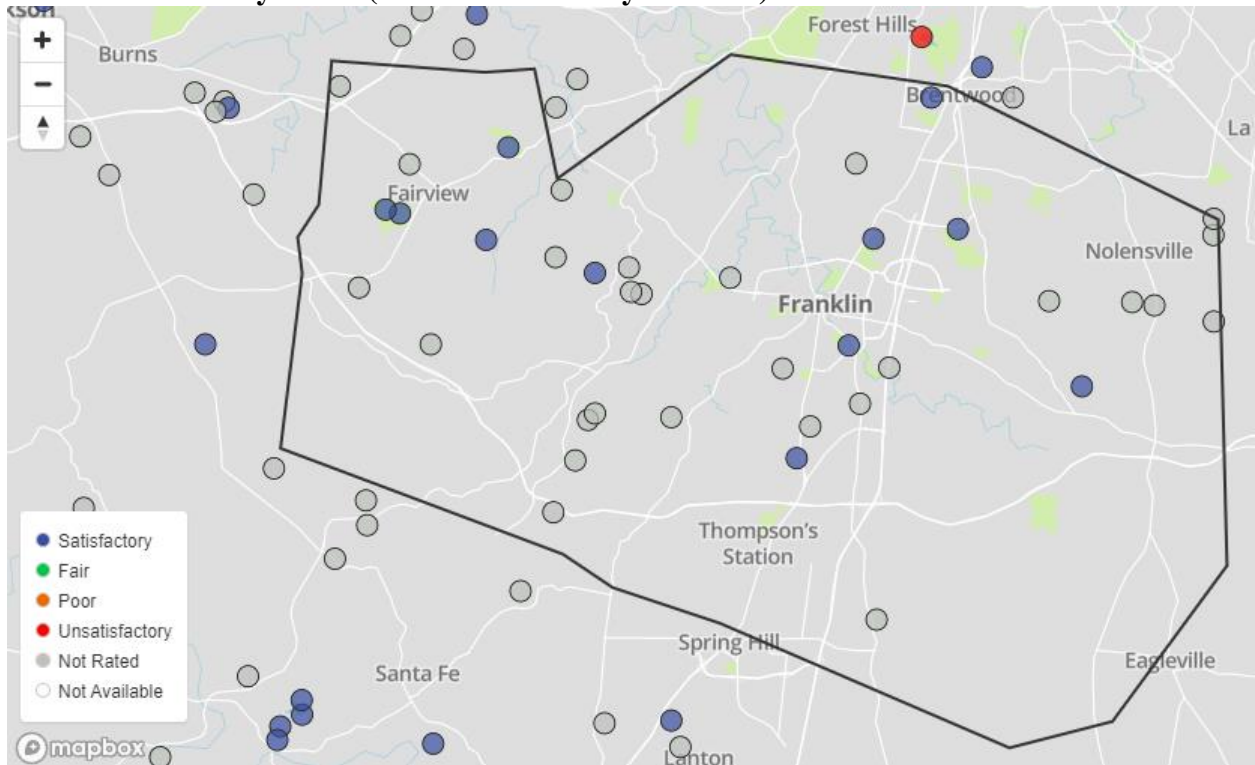 kson
Burns
Forest Hills
Brentwood
La
Fairview
Nolensville
Franklin
Thompson's
Station
Spring Hill
Santa Fe
Eagleville
Lanton
Satisfactory
Fair
Poor
Unsatisfactory
Not Rated
Not Available
mapbox